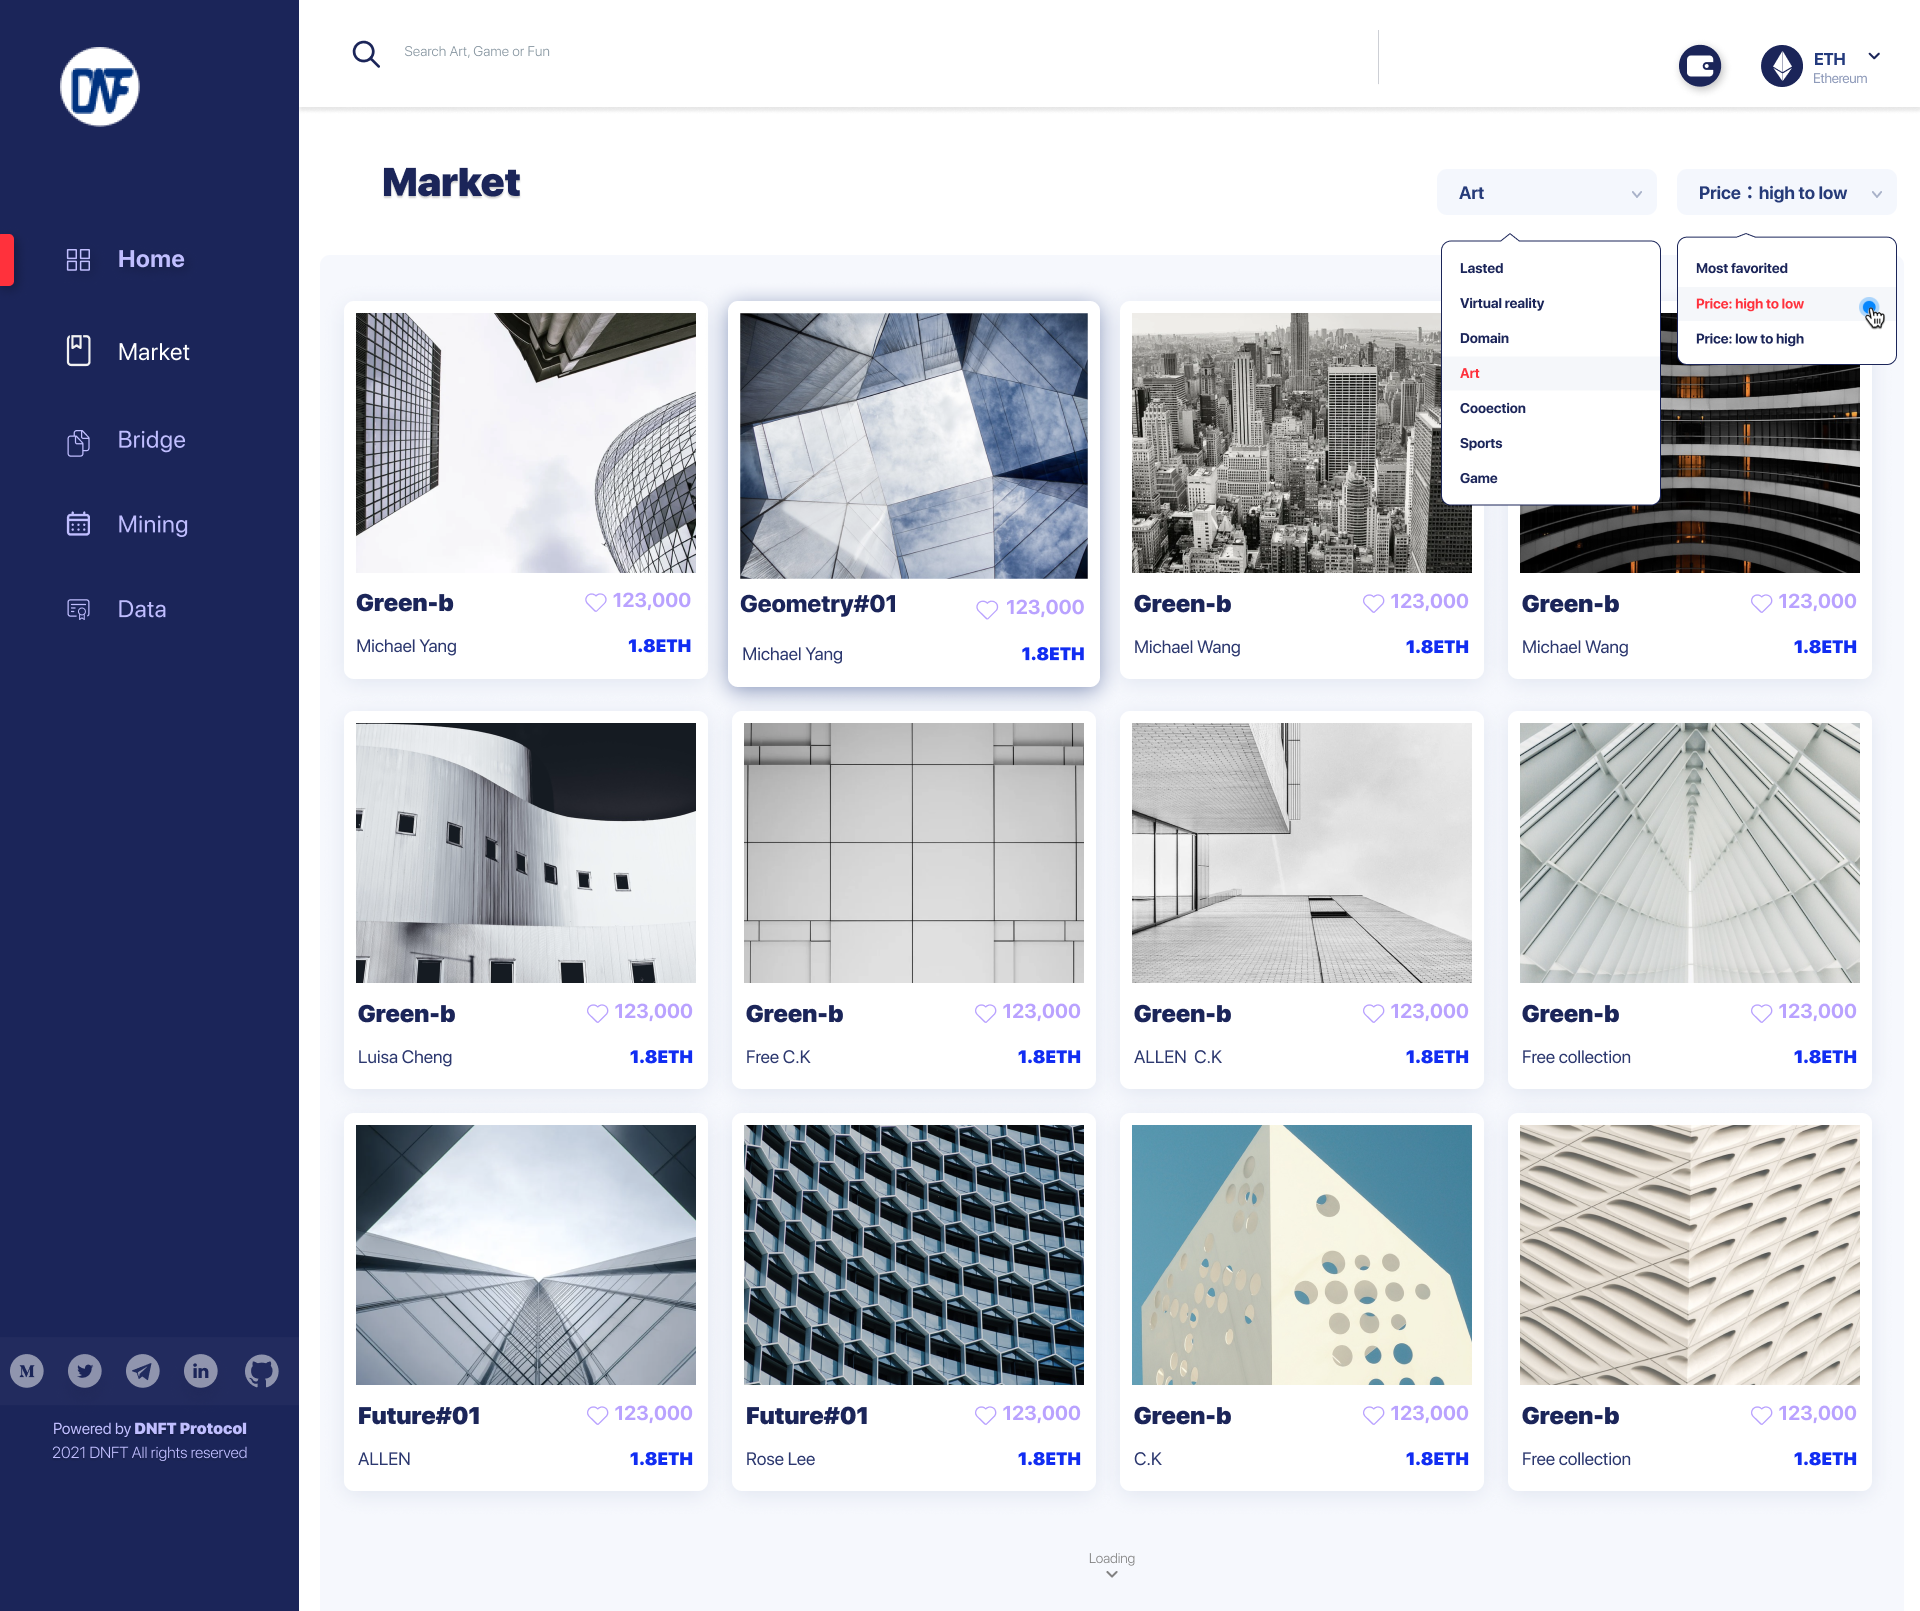 DNF
Search Art, Game or Fun
ETH
Ethereum
Market
Art
Price：high to low
Home
Market
Bridge
Mining
Data
Lasted
Virtual reality
Domain
Art
Cooection
Sports
Game
Most favorited
Price: high to low
Price: low to high
Green-b
123,000
Michael Yang
1.8ETH
Geometry#01
123,000
Michael Yang
1.8ETH
Green-b
123,000
Michael Wang
1.8ETH
Green-b
123,000
Michael Wang
1.8ETH
Green-b
123,000
Luisa Cheng
1.8ETH
Green-b
123,000
Free C.K
1.8ETH
Green-b
123,000
ALLEN C.K
1.8ETH
Green-b
123,000
Free collection
1.8ETH
Future#01
123,000
ALLEN
1.8ETH
Future#01
123,000
Rose Lee
1.8ETH
Green-b
123,000
C.K
1.8ETH
Green-b
123,000
Free collection
1.8ETH
M
in
Powered by DNFT Protocol
2021 DNFT All rights reserved
Loading